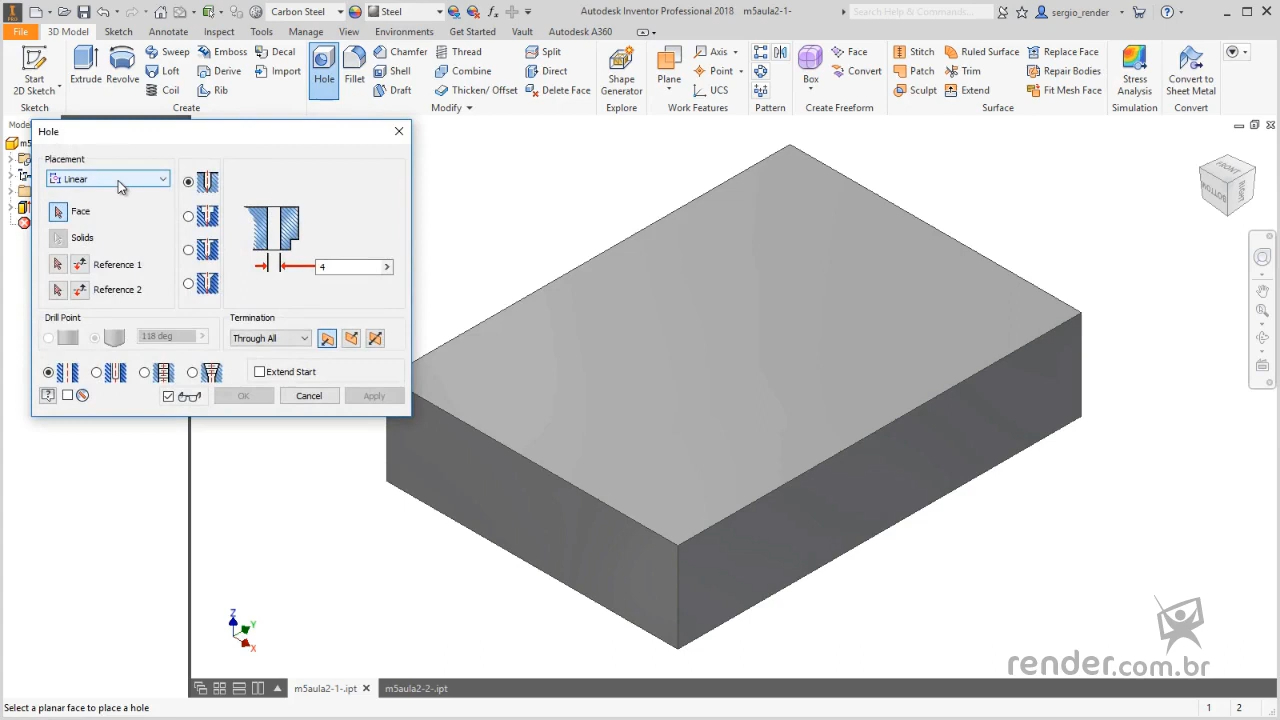 Carbon Steel
Steel
Autodesk Inventor Professional 2018 m5aula2-1-
Search Help & Commands...
sergio_render
File 3D Model Sketch Annotate Inspect Tools Manage View Environments Get Started Vault Autodesk A360
Start
2D Sketch
Sketch
Extrude
Revolve
Sweep
Loft
Coil
Emboss
Derive
Rib
Decal
Import
Create
Hole
Fillet
Chamfer
Shell
Draft
Thread
Combine
Thicken/ Offset
Split
Direct
Delete Face
Modify
Shape
Generator
Explore
Plane
Axis
Point
UCS
Work Features
Pattern
Box
Face
Convert
Create Freeform
Stitch
Patch
Sculpt
Ruled Surface
Trim
Extend
Replace Face
Repair Bodies
Fit Mesh Face
Surface
Stress
Analysis
Simulation
Convert to
Sheet Metal
Convert
Hole
Placement
Linear
Face
Solids
Reference 1
Reference 2
4
Drill Point
118 deg
Termination
Through All
Extend Start
OK
Cancel
Apply
FRONT
BOTTOM
Z
Y
X
render.com.br
m5aula2-1-.ipt
m5aula2-2-.ipt
Select a planar face to place a hole
1 2